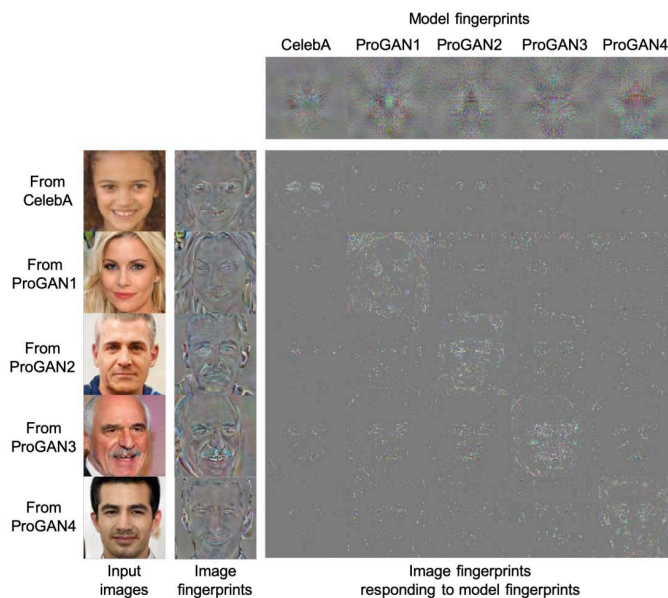 Model fingerprints
CelebA ProGAN1 ProGAN2 ProGAN3 ProGAN4
From
CelebA
From
ProGAN1
From
ProGAN2
From
ProGAN3
From
ProGAN4
Input
images
Image
fingerprints
Image fingerprints
responding to model fingerprints